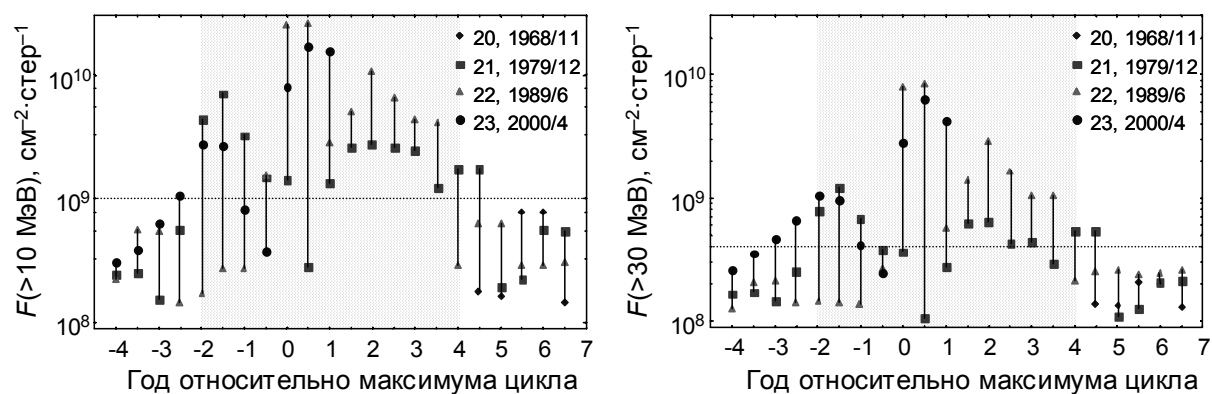 F(>10 МэВ), см⁻²·стер⁻¹
10¹⁰
10⁹
10⁸
20, 1968/11
21, 1979/12
22, 1989/6
23, 2000/4
-4 -3 -2 -1 0 1 2 3 4 5 6 7
Год относительно максимума цикла
F(>30 МэВ), см⁻²·стер⁻¹
10¹⁰
10⁹
10⁸
20, 1968/11
21, 1979/12
22, 1989/6
23, 2000/4
-4 -3 -2 -1 0 1 2 3 4 5 6 7
Год относительно максимума цикла